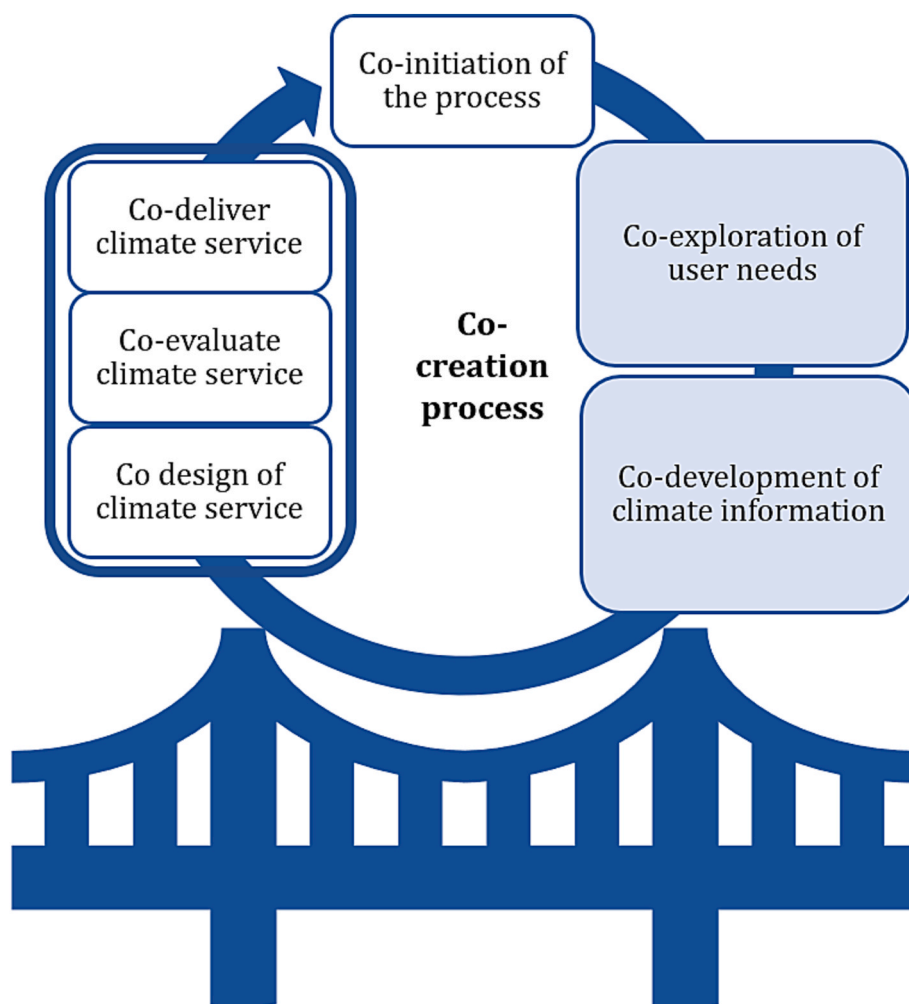 Co-initiation of
the process
Co-exploration of
user needs
Co-development of
climate information
Co design of
climate service
Co-evaluate
climate service
Co-deliver
climate service
Co-
creation
process